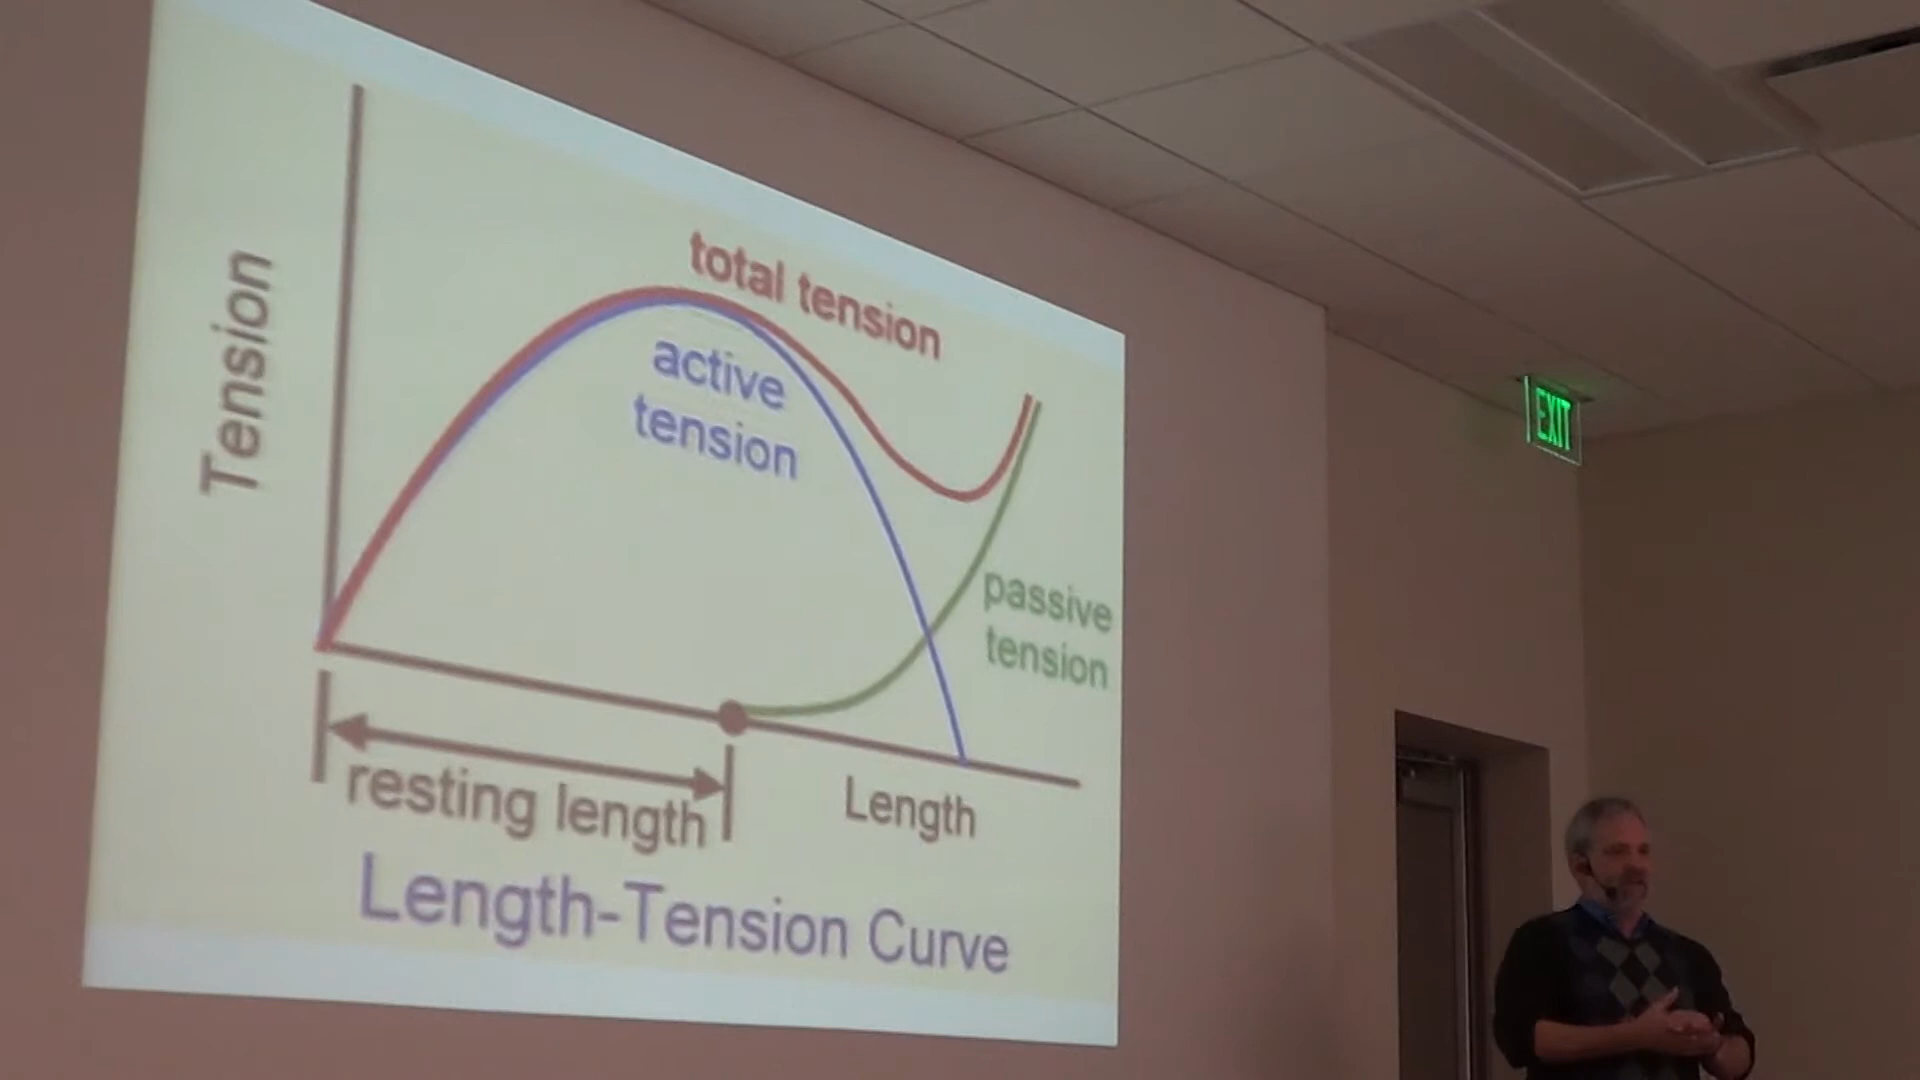 Tension
total tension
active
tension
passive
tension
resting length
Length
Length-Tension Curve
EXIT